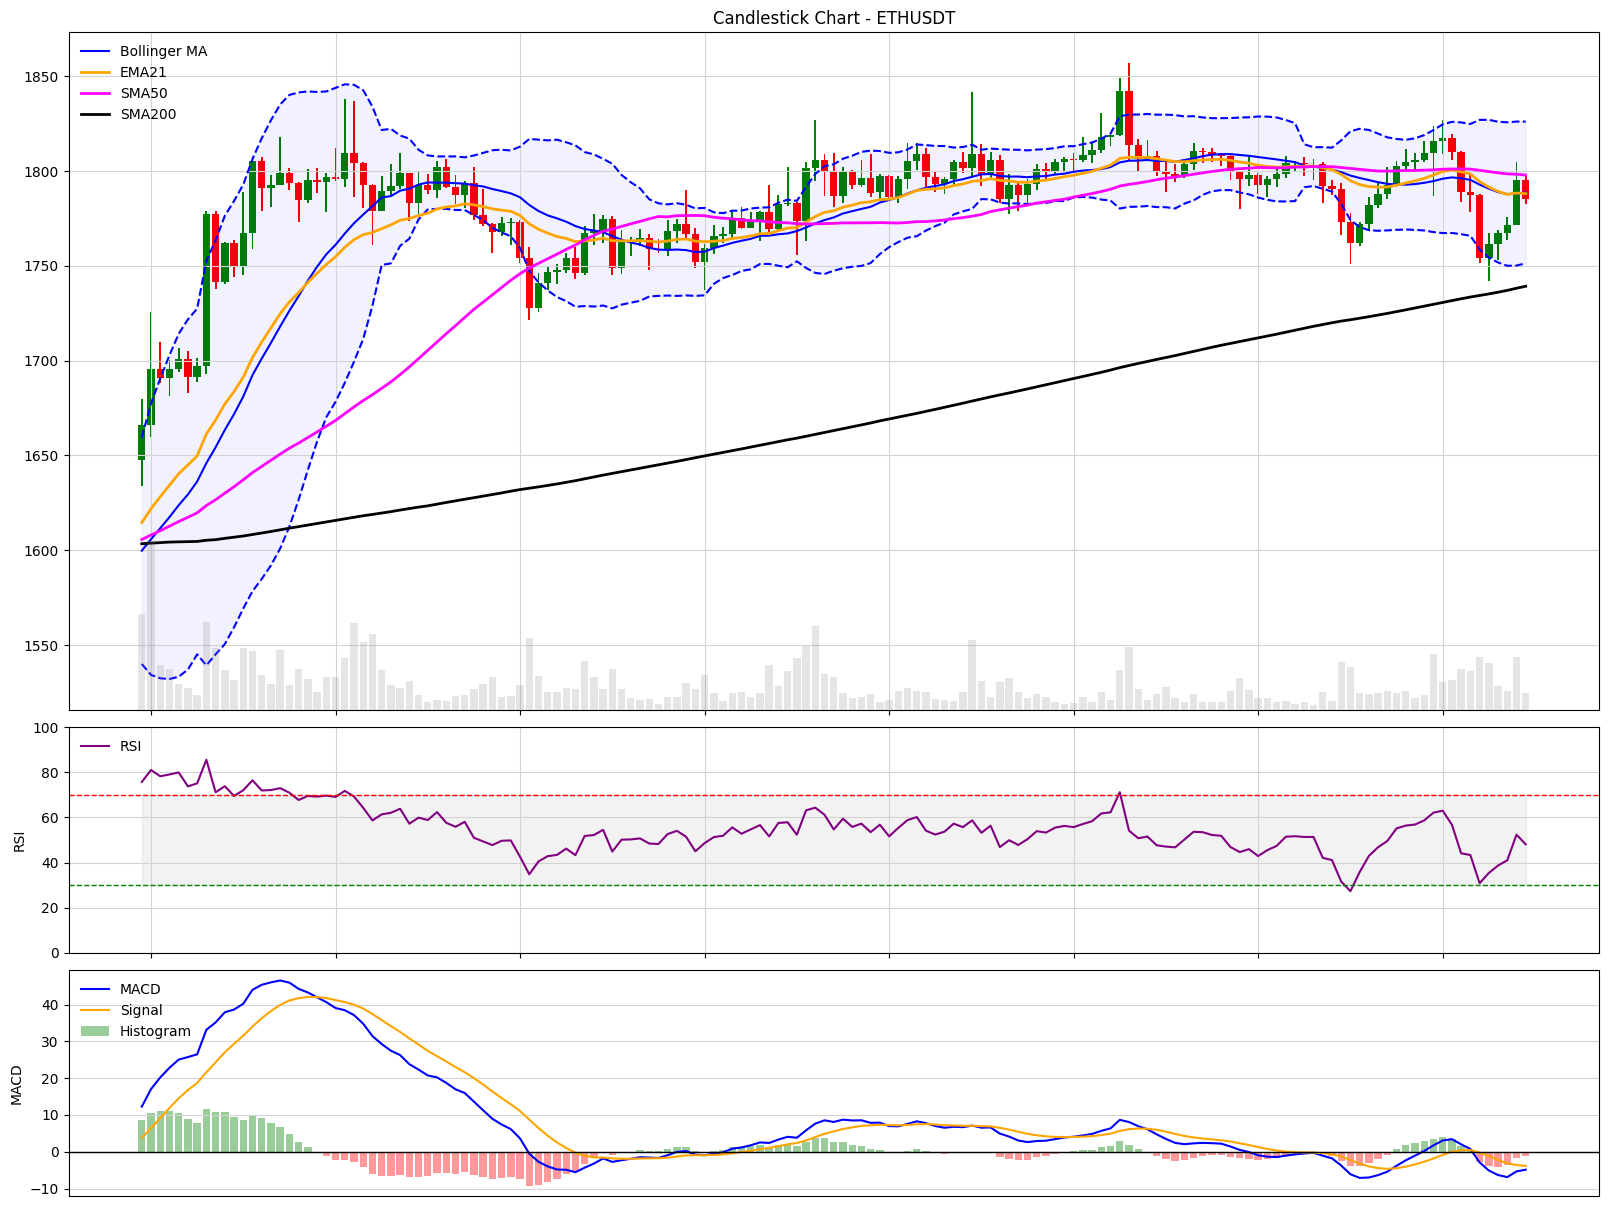 Candlestick Chart - ETHUSDT
Bollinger MA
EMA21
SMA50
SMA200
1850
1800
1750
1700
1650
1600
1550
RSI
RSI
100
80
60
40
20
0
MACD
Signal
Histogram
MACD
40
30
20
10
0
−10